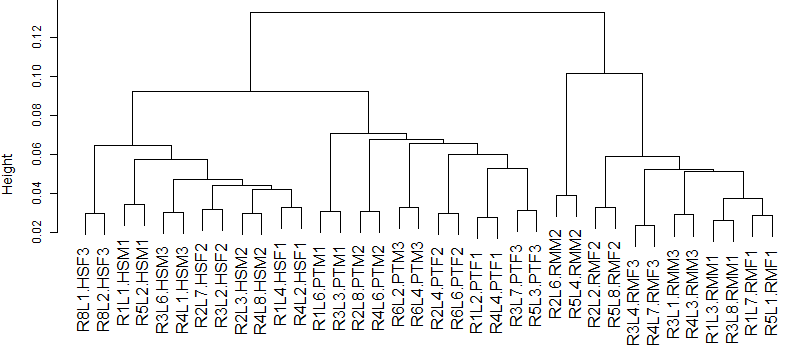 Height
0.12
0.10
0.08
0.06
0.04
0.02
R8L1.HSF3
R8L2.HSF3
R1L1.HSM1
R5L2.HSM1
R3L6.HSM3
R4L1.HSM3
R2L7.HSF2
R3L2.HSF2
R2L3.HSM2
R4L8.HSM2
R1L4.HSF1
R4L2.HSF1
R1L6.PTM1
R3L3.PTM1
R2L8.PTM2
R4L6.PTM2
R6L2.PTM3
R6L4.PTM3
R2L4.PTF2
R6L6.PTF2
R1L2.PTF1
R4L4.PTF1
R3L7.PTF3
R5L3.PTF3
R2L6.RMM2
R5L4.RMM2
R2L2.RMF2
R5L8.RMF2
R3L4.RMF3
R4L7.RMF3
R3L1.RMM3
R4L3.RMM3
R1L3.RMM1
R3L8.RMM1
R1L7.RMF1
R5L1.RMF1